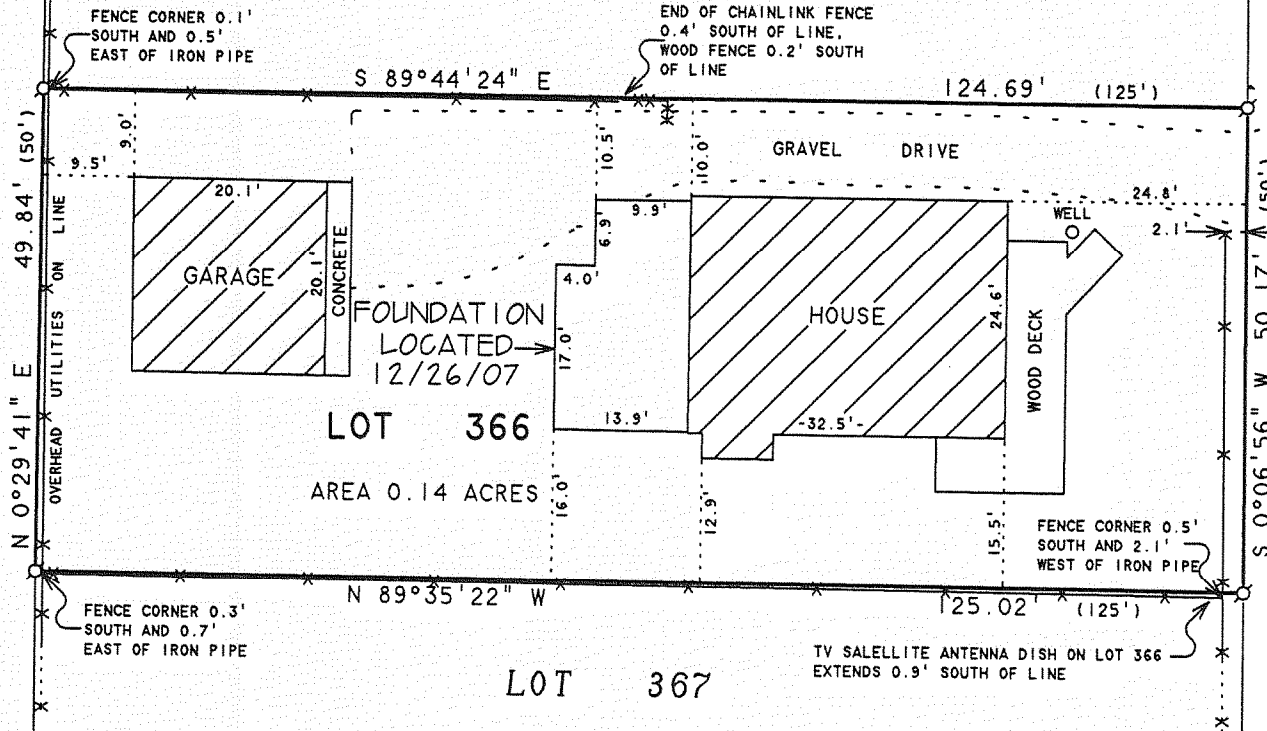 FENCE CORNER 0.1'
SOUTH AND 0.5'
EAST OF IRON PIPE
END OF CHAINLINK FENCE
0.4' SOUTH OF LINE,
WOOD FENCE 0.2' SOUTH
OF LINE
S 89°44'24" E
124.69' (125')
N 0°29'41" E 49.84' (50')
OVERHEAD UTILITIES ON LINE
9.0'
9.5'
20.1'
20.1'
GARAGE
CONCRETE
10.5'
10.0'
GRAVEL DRIVE
9.9'
6.9'
4.0'
17.0'
13.9'
24.8'
WELL
2.1'
S 0°06'56" W 50.17' (50')
FOUNDATION
LOCATED
12/26/07
HOUSE
24.6'
WOOD DECK
-32.5'-
LOT 366
AREA 0.14 ACRES
16.0'
12.9'
15.5'
FENCE CORNER 0.5'
SOUTH AND 2.1'
WEST OF IRON PIPE
N 89°35'22" W
125.02' (125')
FENCE CORNER 0.3'
SOUTH AND 0.7'
EAST OF IRON PIPE
TV SALELLITE ANTENNA DISH ON LOT 366
EXTENDS 0.9' SOUTH OF LINE
LOT 367